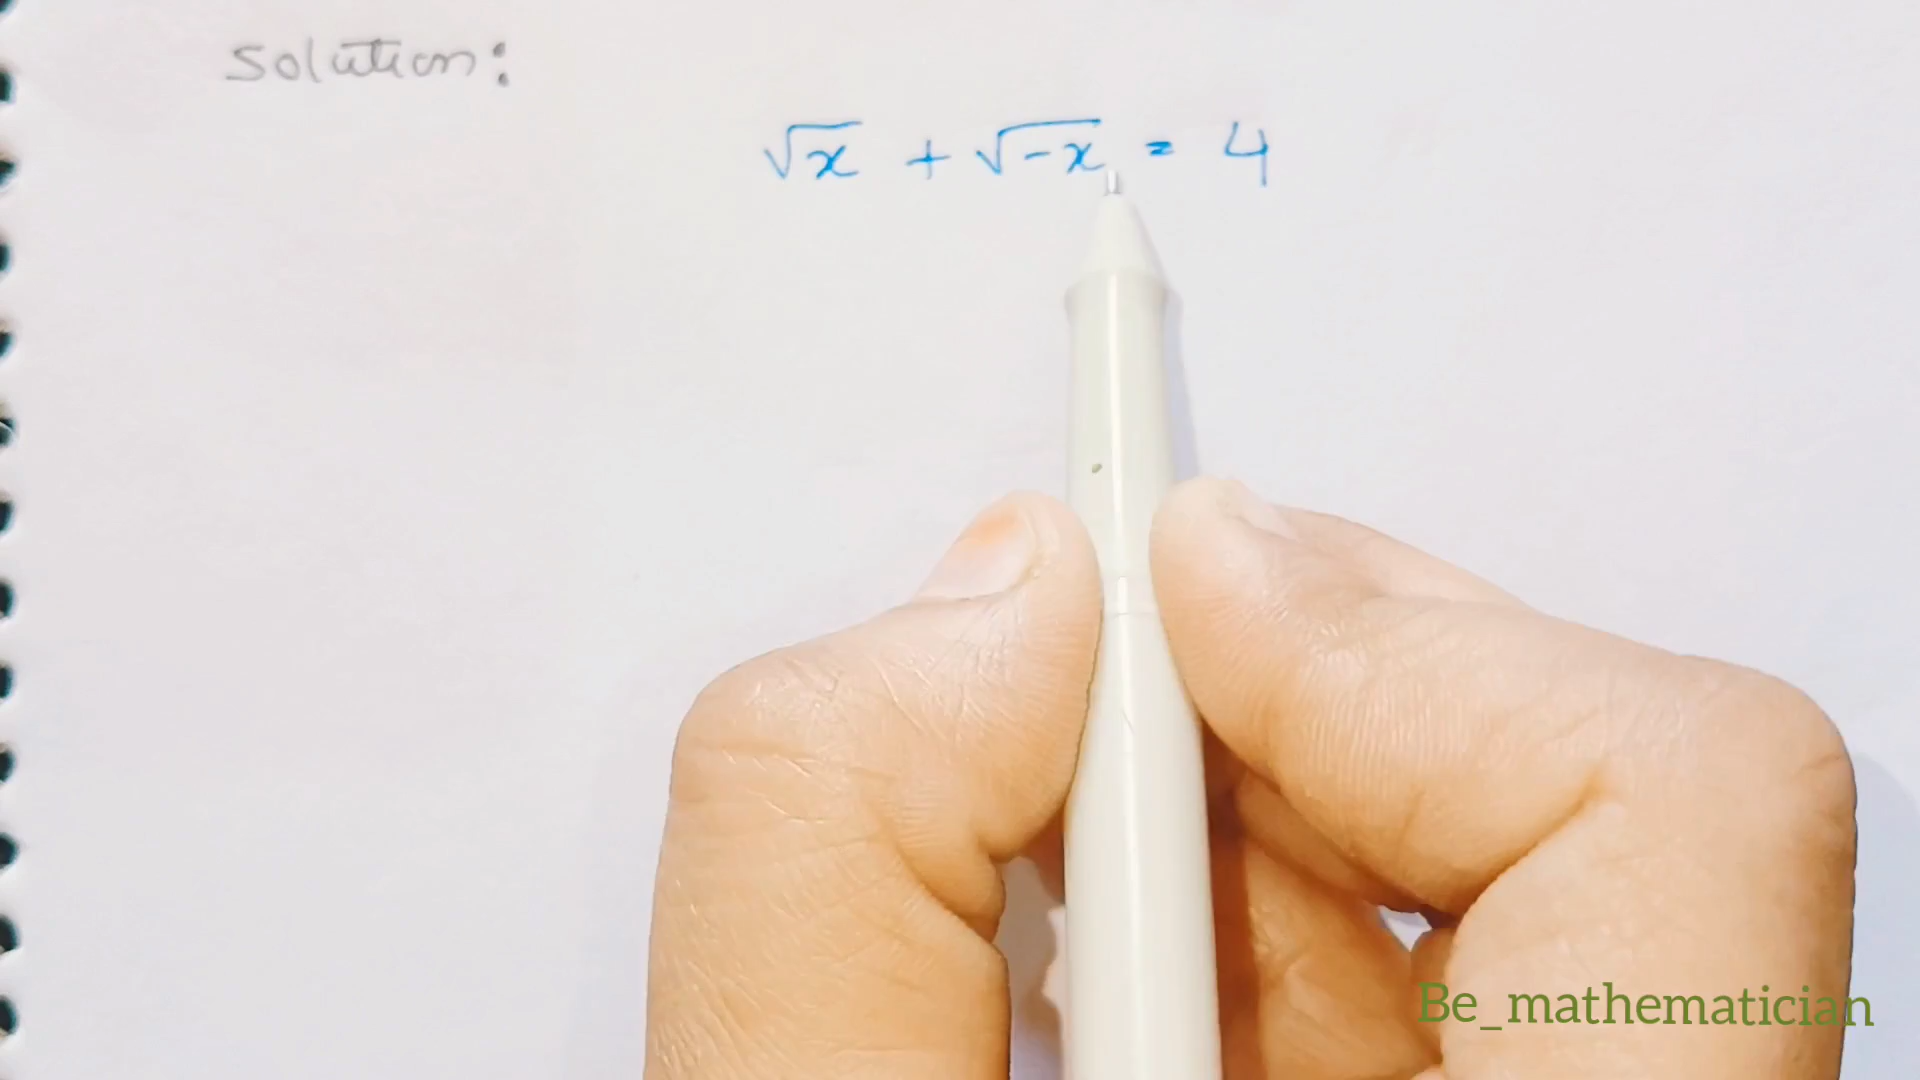 Solution:
√x + √-x = 4
Be_mathematician